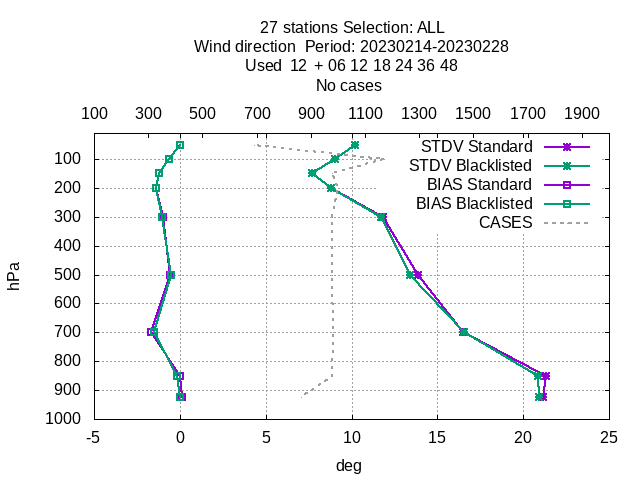 27 stations Selection: ALL
Wind direction  Period: 20230214-20230228
Used  12  + 06 12 18 24 36 48
No cases
100 300 500 700 900 1100 1300 1500 1700 1900
STDV Standard
STDV Blacklisted
BIAS Standard
BIAS Blacklisted
CASES
100
200
300
400
500
600
700
800
900
1000
hPa
-5 0 5 10 15 20 25
deg